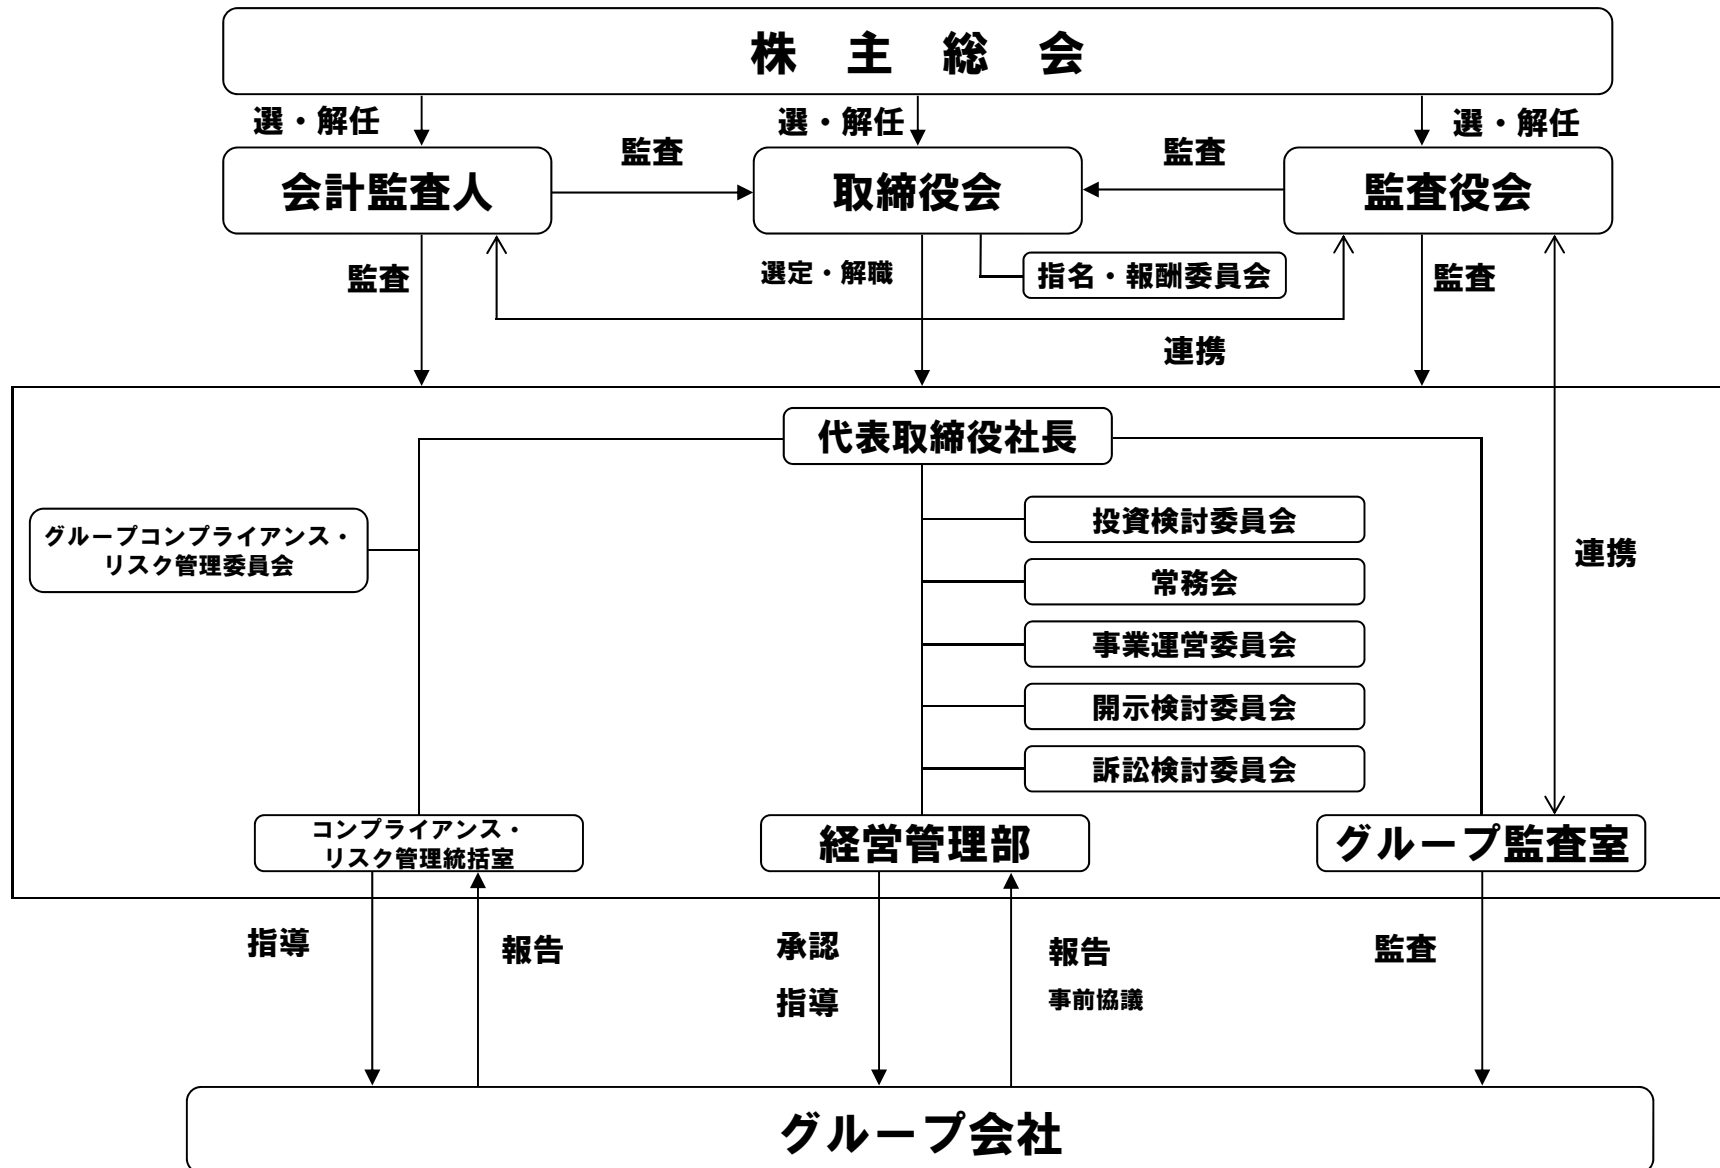 株 主 総 会
選・解任
選・解任
選・解任
監査
監査
会計監査人
取締役会
監査役会
監査
選定・解職
指名・報酬委員会
監査
連携
代表取締役社長
グループコンプライアンス・
リスク管理委員会
投資検討委員会
常務会
事業運営委員会
開示検討委員会
訴訟検討委員会
連携
コンプライアンス・
リスク管理統括室
経営管理部
グループ監査室
指導
報告
承認
指導
報告
事前協議
監査
グループ会社